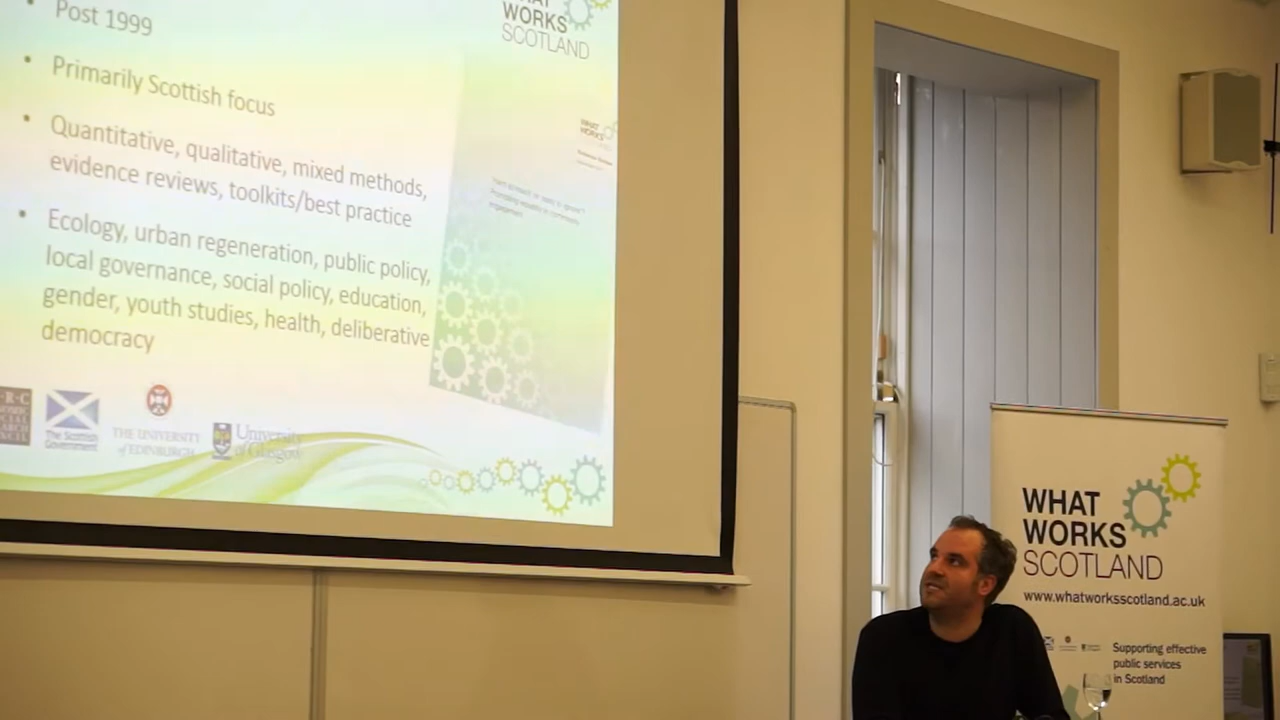 Post 1999
WHAT
WORKS
SCOTLAND
Primarily Scottish focus
Quantitative, qualitative, mixed methods,
evidence reviews, toolkits/best practice
WHAT
WORKS
Ecology, urban regeneration, public policy,
local governance, social policy, education,
gender, youth studies, health, deliberative
democracy
The Scottish
Government
THE UNIVERSITY
of EDINBURGH
University
of Glasgow
WHAT
WORKS
SCOTLAND
www.whatworksscotland.ac.uk
Supporting effective
public services
in Scotland